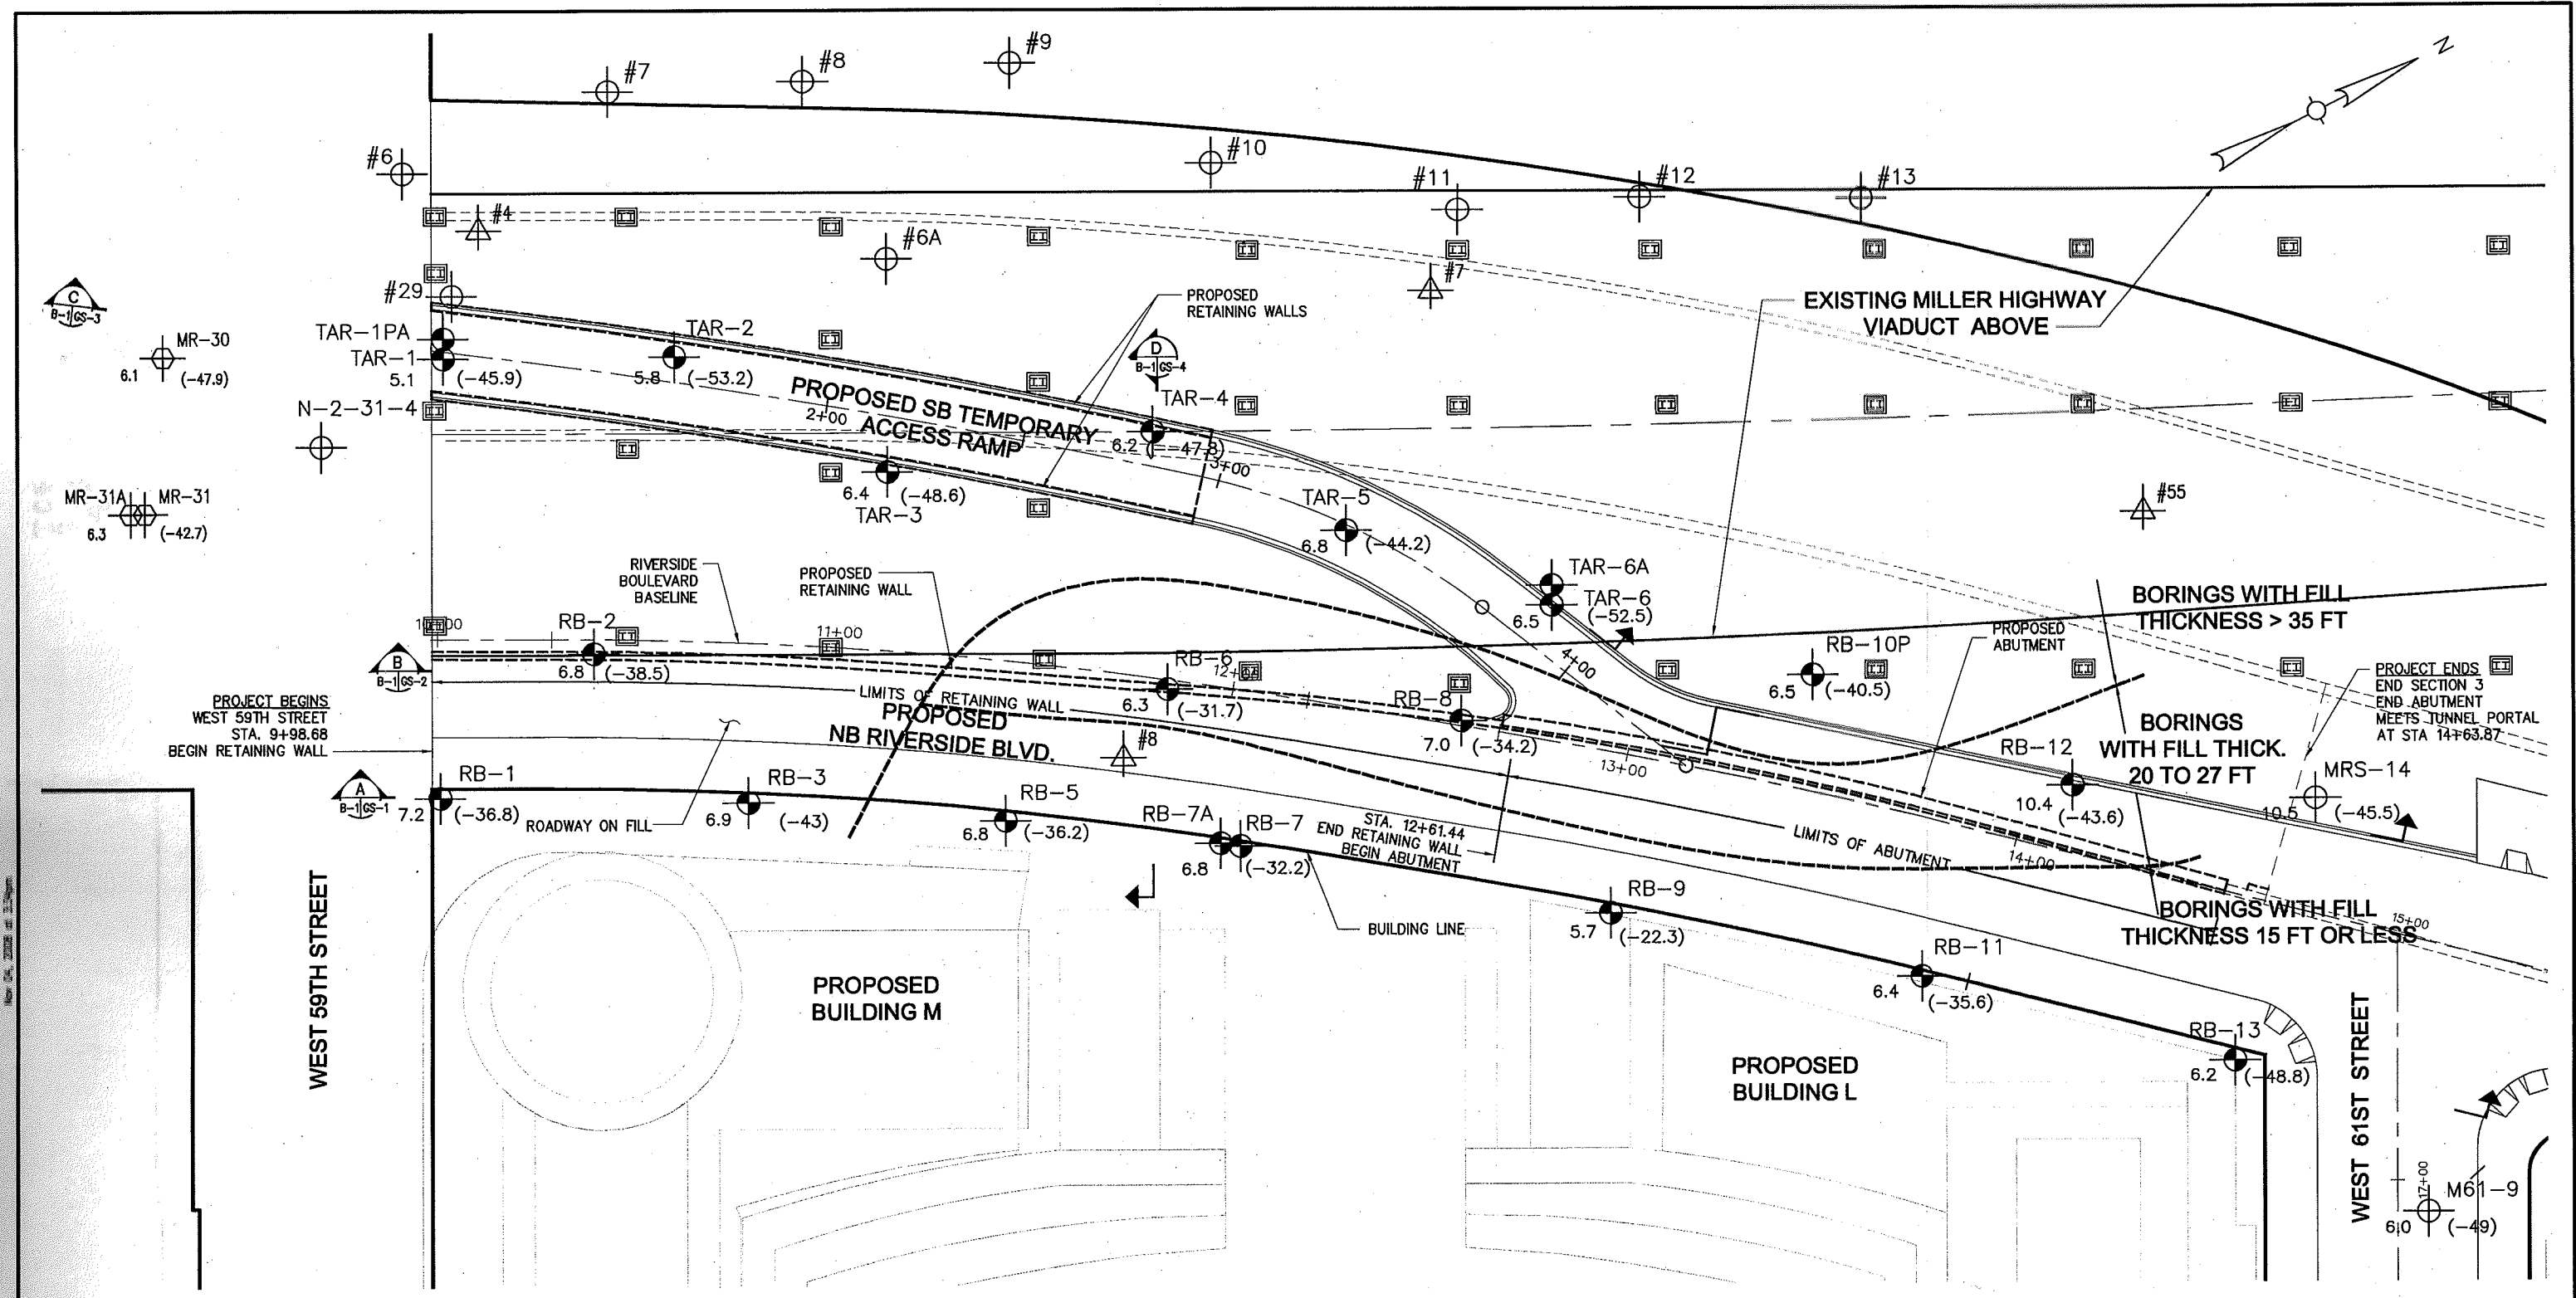 #9
#7
#8
N
#6
#10
#11
#12
#13
#4
#6A
#7
#29
C
B-1 GS-3
MR-30
6.1
(-47.9)
TAR-1PA
TAR-1
5.1
(-45.9)
TAR-2
5.8
(-53.2)
PROPOSED
RETAINING WALLS
D
B-1 GS-4
EXISTING MILLER HIGHWAY
VIADUCT ABOVE
N-2-31-4
PROPOSED SB TEMPORARY
2+00
ACCESS RAMP
TAR-4
6.2
(-47.8)
3+00
MR-31A
MR-31
6.3
(-42.7)
6.4
(-48.6)
TAR-3
TAR-5
6.8
(-44.2)
#55
RIVERSIDE
BOULEVARD
BASELINE
PROPOSED
RETAINING WALL
TAR-6A
TAR-6
6.5
(-52.5)
BORINGS WITH FILL
THICKNESS > 35 FT
10+00
RB-2
11+00
B
B-1 GS-2
6.8
(-38.5)
RB-6
12+00
6.3
(-31.7)
4+00
RB-10P
6.5
(-40.5)
PROPOSED
ABUTMENT
PROJECT ENDS
END SECTION 3
END ABUTMENT
MEETS TUNNEL PORTAL
AT STA 14+63.87
PROJECT BEGINS
WEST 59TH STREET
STA. 9+98.68
BEGIN RETAINING WALL
LIMITS OF RETAINING WALL
PROPOSED
NB RIVERSIDE BLVD.
#8
RB-8
7.0
(-34.2)
13+00
BORINGS
WITH FILL THICK.
20 TO 27 FT
RB-12
10.4
(-43.6)
MRS-14
10.5
(-45.5)
A
B-1 GS-1
RB-1
7.2
(-36.8)
ROADWAY ON FILL
RB-3
6.9
(-43)
RB-5
6.8
(-36.2)
RB-7A
RB-7
6.8
(-32.2)
STA. 12+61.44
END RETAINING WALL
BEGIN ABUTMENT
LIMITS OF ABUTMENT
14+00
BUILDING LINE
RB-9
5.7
(-22.3)
BORINGS WITH FILL
THICKNESS 15 FT OR LESS
15+00
RB-11
6.4
(-35.6)
WEST 59TH STREET
PROPOSED
BUILDING M
PROPOSED
BUILDING L
RB-13
6.2
(-48.8)
WEST 61ST STREET
17+00
M61-9
6.0
(-49)